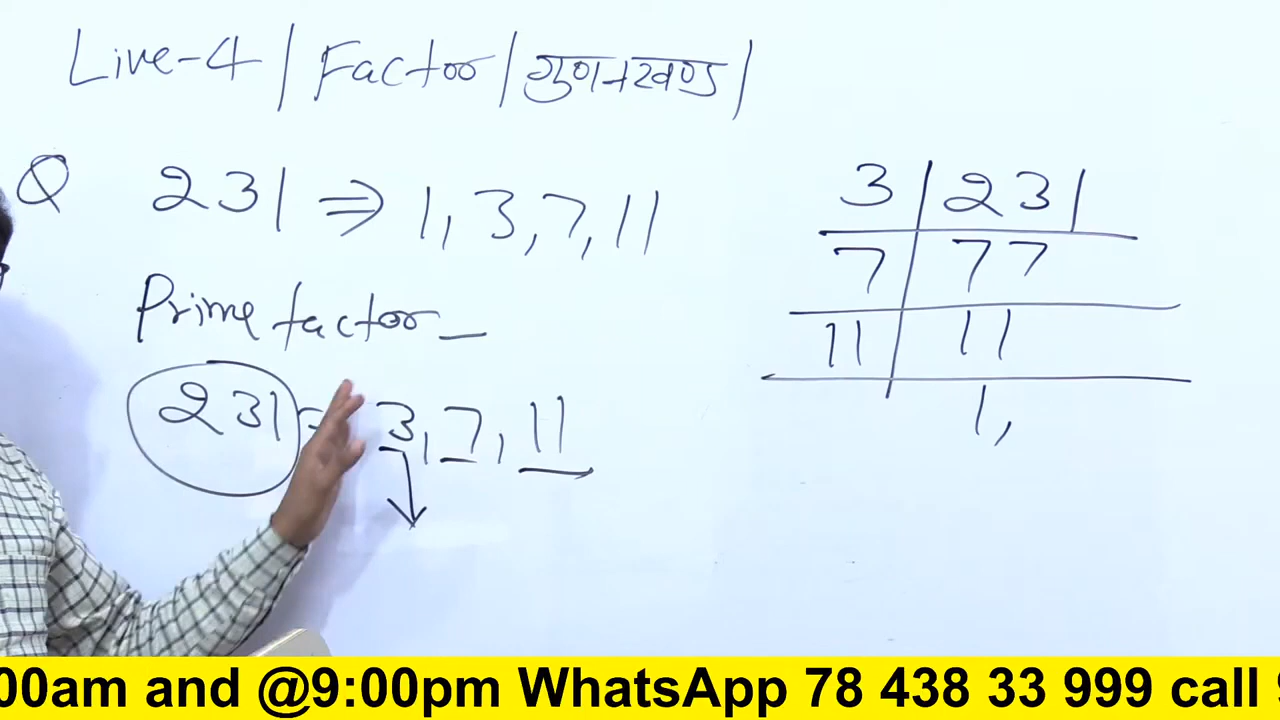 Live-4 | Factor | गुणनखण्ड |
Q 231 ⇒ 1, 3, 7, 11
Prime factor –
231 = 3, 7, 11
3 | 231
7 | 77
11 | 11
1,
00am and @9:00pm WhatsApp 78 438 33 999 call